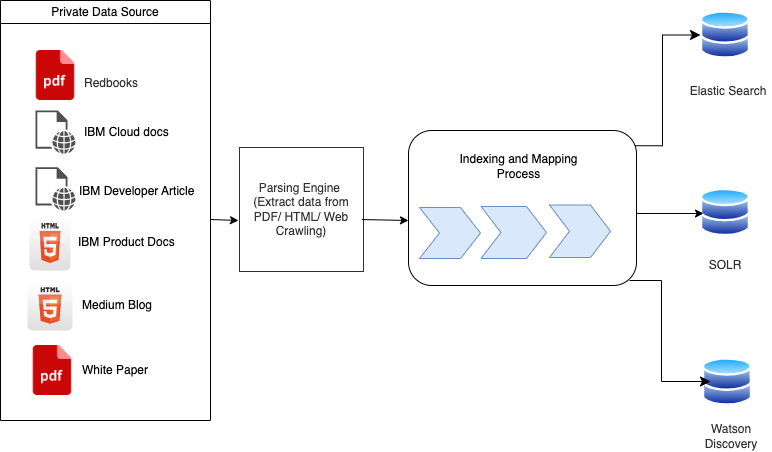 Private Data Source
pdf
Redbooks
IBM Cloud docs
IBM Developer Article
HTML
5
IBM Product Docs
HTML
5
Medium Blog
pdf
White Paper
Parsing Engine
(Extract data from
PDF/ HTML/ Web
Crawling)
Indexing and Mapping
Process
Elastic Search
SOLR
Watson
Discovery